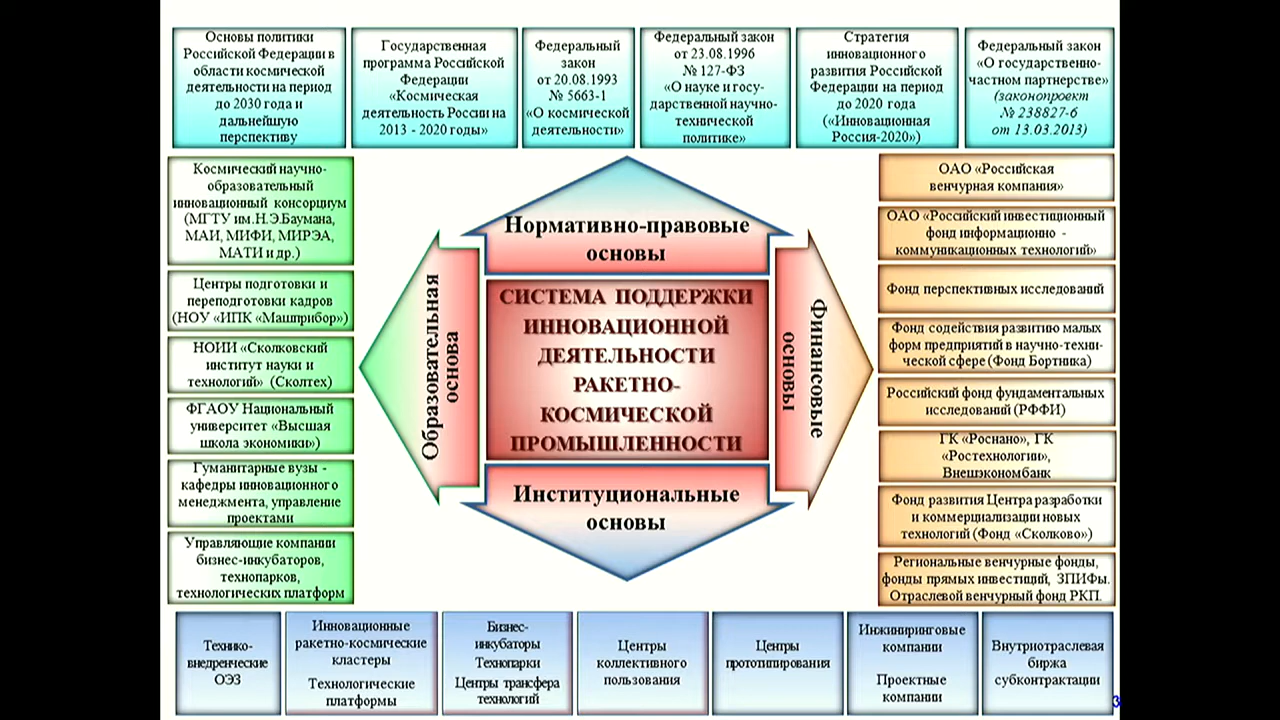 Основы политики
Российской Федерации в
области космической
деятельности на период
до 2030 года и
дальнейшую
перспективу
Государственная
программа Российской
Федерации
«Космическая
деятельность России на
2013 - 2020 годы»
Федеральный
закон
от 20.08.1993
№ 5663-1
«О космической
деятельности»
Федеральный закон
от 23.08.1996
№ 127-ФЗ
«О науке и госу-
дарственной научно-
технической
политике»
Стратегия
инновационного
развития Российской
Федерации на период
до 2020 года
(«Инновационная
Россия-2020»)
Федеральный закон
«О государственно-
частном партнерстве»
(законопроект
№ 238827-6
от 13.03.2013)
Космический научно-
образовательный
инновационный консорциум
(МГТУ им.Н.Э.Баумана,
МАИ, МИФИ, МИРЭА,
МАТИ и др.)
Центры подготовки и
переподготовки кадров
(НОУ «ИПК «Машприбор»)
НОИИ «Сколковский
институт науки и
технологий» (Сколтех)
ФГАОУ Национальный
университет «Высшая
школа экономики»)
Гуманитарные вузы -
кафедры инновационного
менеджмента, управление
проектами
Управляющие компании
бизнес-инкубаторов,
технопарков,
технологических платформ
Нормативно-правовые
основы
Образовательная
основа
СИСТЕМА ПОДДЕРЖКИ
ИННОВАЦИОННОЙ
ДЕЯТЕЛЬНОСТИ
РАКЕТНО-
КОСМИЧЕСКОЙ
ПРОМЫШЛЕННОСТИ
Финансовые
основы
Институциональные
основы
ОАО «Российская
венчурная компания»
ОАО «Российский инвестиционный
фонд информационно -
коммуникационных технологий»
Фонд перспективных исследований
Фонд содействия развитию малых
форм предприятий в научно-техни-
ческой сфере (Фонд Бортника)
Российский фонд фундаментальных
исследований (РФФИ)
ГК «Роснано», ГК
«Ростехнологии»,
Внешэкономбанк
Фонд развития Центра разработки
и коммерциализации новых
технологий (Фонд «Сколково»)
Региональные венчурные фонды,
фонды прямых инвестиций, ЗПИФы.
Отраслевой венчурный фонд РКП.
Технико-
внедренческие
ОЭЗ
Инновационные
ракетно-космические
кластеры
Технологические
платформы
Бизнес-
инкубаторы
Технопарки
Центры трансфера
технологий
Центры
коллективного
пользования
Центры
прототипирования
Инжиниринговые
компании
Проектные
компании
Внутриотраслевая
биржа
субконтрактации
3